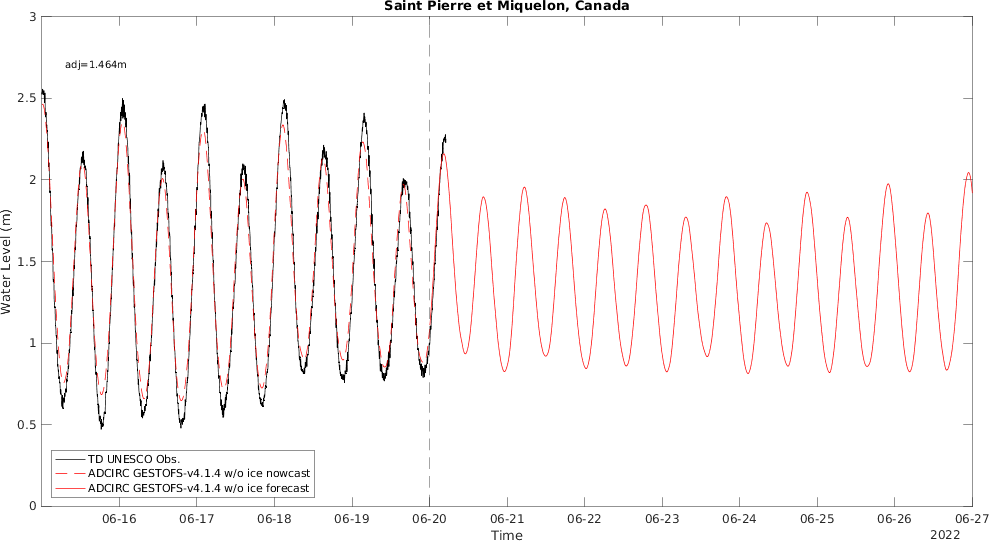 Saint Pierre et Miquelon, Canada
3
adj=1.464m
2.5
2
1.5
1
0.5
0
Water Level (m)
TD UNESCO Obs.
ADCIRC GESTOFS-v4.1.4 w/o ice nowcast
ADCIRC GESTOFS-v4.1.4 w/o ice forecast
06-16 06-17 06-18 06-19 06-20 06-21 06-22 06-23 06-24 06-25 06-26 06-27
Time
2022